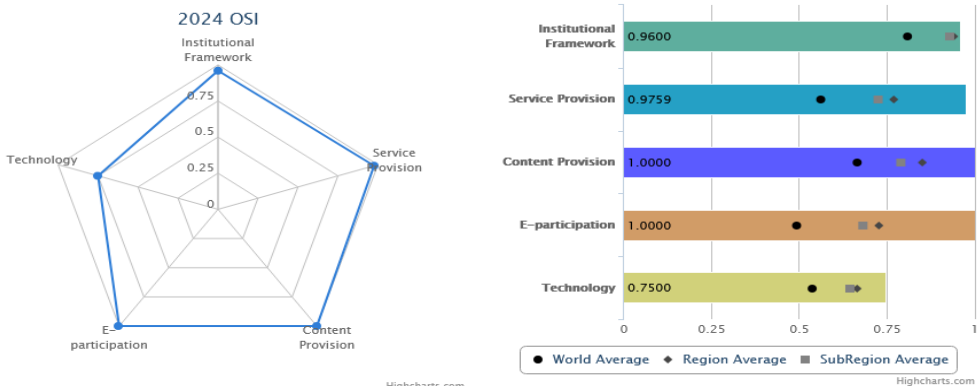 2024 OSI
Institutional
Framework
0.75
0.5
0.25
0
Technology
Service
Provision
E-
participation
Content
Provision
Highcharts.com
Institutional
Framework
0.9600
Service Provision
0.9759
Content Provision
1.0000
E-participation
1.0000
Technology
0.7500
0 0.25 0.5 0.75 1
World Average Region Average SubRegion Average
Highcharts.com